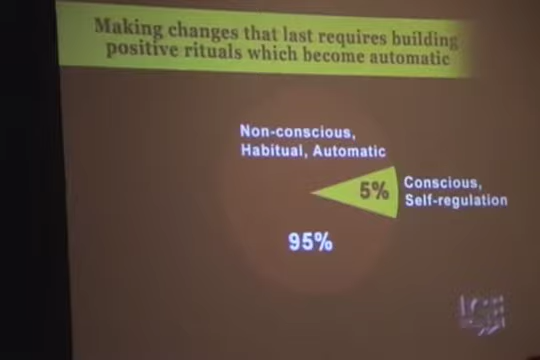 Making changes that last requires building
positive rituals which become automatic
Non-conscious,
Habitual, Automatic
5%
Conscious,
Self-regulation
95%